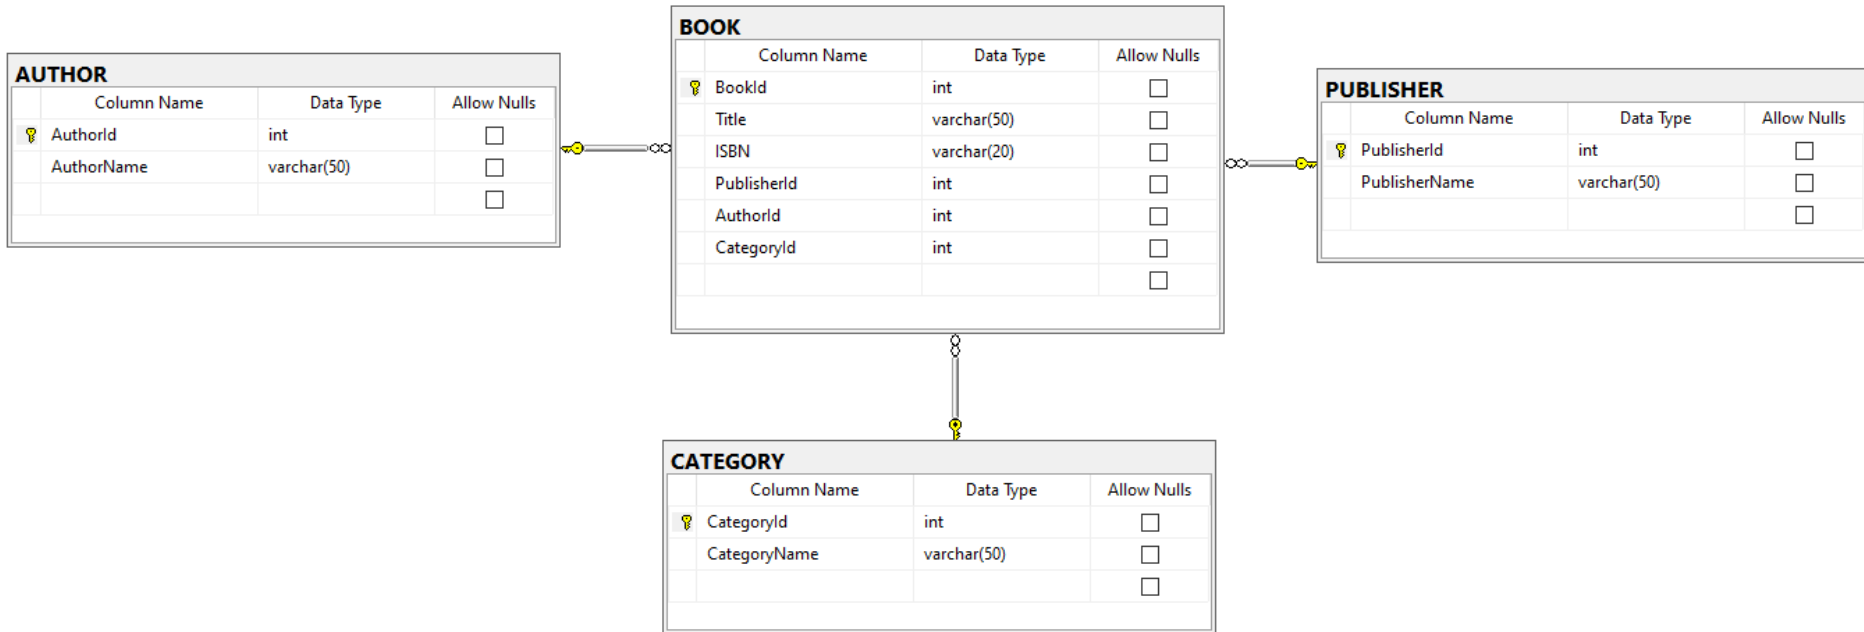 AUTHOR
Column Name Data Type Allow Nulls
AuthorId int
AuthorName varchar(50)
BOOK
Column Name Data Type Allow Nulls
BookId int
Title varchar(50)
ISBN varchar(20)
PublisherId int
AuthorId int
CategoryId int
PUBLISHER
Column Name Data Type Allow Nulls
PublisherId int
PublisherName varchar(50)
CATEGORY
Column Name Data Type Allow Nulls
CategoryId int
CategoryName varchar(50)